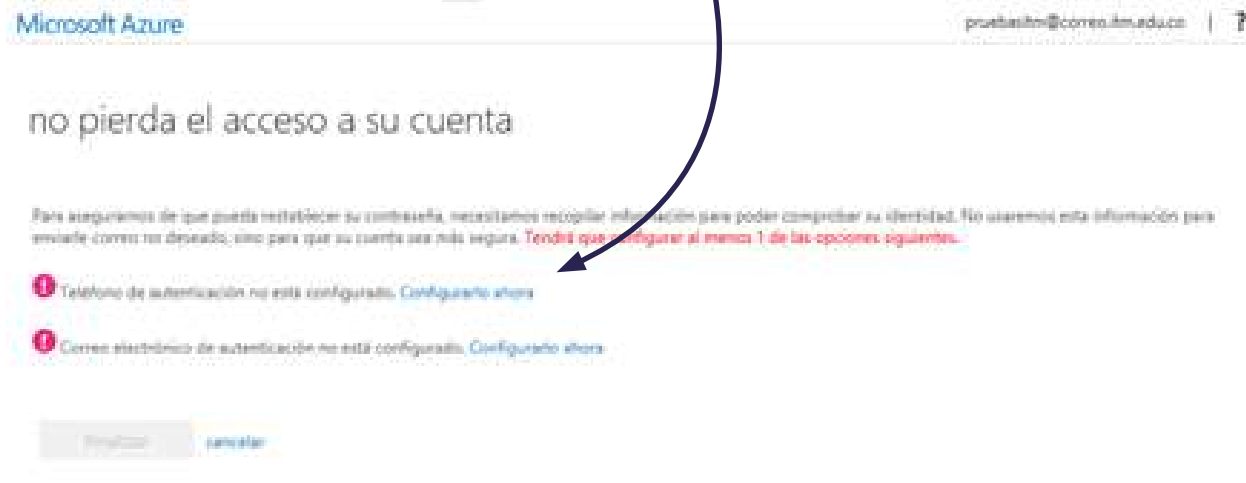 Microsoft Azure
pruebasitm@correo.itm.edu.co | ?
no pierda el acceso a su cuenta
Para asegurarnos de que pueda restablecer su contraseña, necesitamos recopilar información para poder comprobar su identidad. No usaremos esta información para
enviarle correo no deseado, sino para que su cuenta sea más segura. Tendrá que configurar al menos 1 de las opciones siguientes.
! Teléfono de autenticación no está configurado. Configurarlo ahora
! Correo electrónico de autenticación no está configurado. Configurarlo ahora
Finalizar cancelar